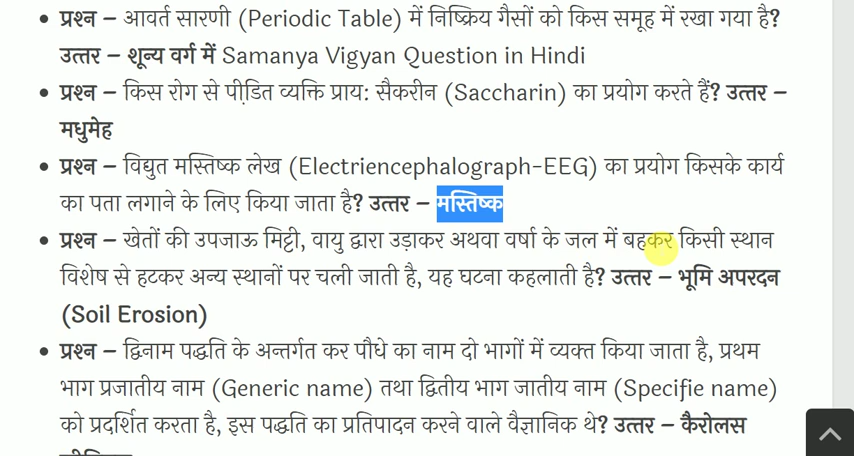 प्रश्न – आवर्त सारणी (Periodic Table) में निष्क्रिय गैसों को किस समूह में रखा गया है?
उत्तर – शून्य वर्ग में Samanya Vigyan Question in Hindi
प्रश्न – किस रोग से पीडित व्यक्ति प्राय: सैकरीन (Saccharin) का प्रयोग करते हैं? उत्तर –
मधुमेह
प्रश्न – विद्युत मस्तिष्क लेख (Electriencephalograph-EEG) का प्रयोग किसके कार्य
का पता लगाने के लिए किया जाता है? उत्तर – मस्तिष्क
प्रश्न – खेतों की उपजाऊ मिट्टी, वायु द्वारा उड़ाकर अथवा वर्षा के जल में बहकर किसी स्थान
विशेष से हटकर अन्य स्थानों पर चली जाती है, यह घटना कहलाती है? उत्तर – भूमि अपरदन
(Soil Erosion)
प्रश्न – द्विनाम पद्धति के अन्तर्गत कर पौधे का नाम दो भागों में व्यक्त किया जाता है, प्रथम
भाग प्रजातीय नाम (Generic name) तथा द्वितीय भाग जातीय नाम (Specifie name)
को प्रदर्शित करता है, इस पद्धति का प्रतिपादन करने वाले वैज्ञानिक थे? उत्तर – कैरोलस